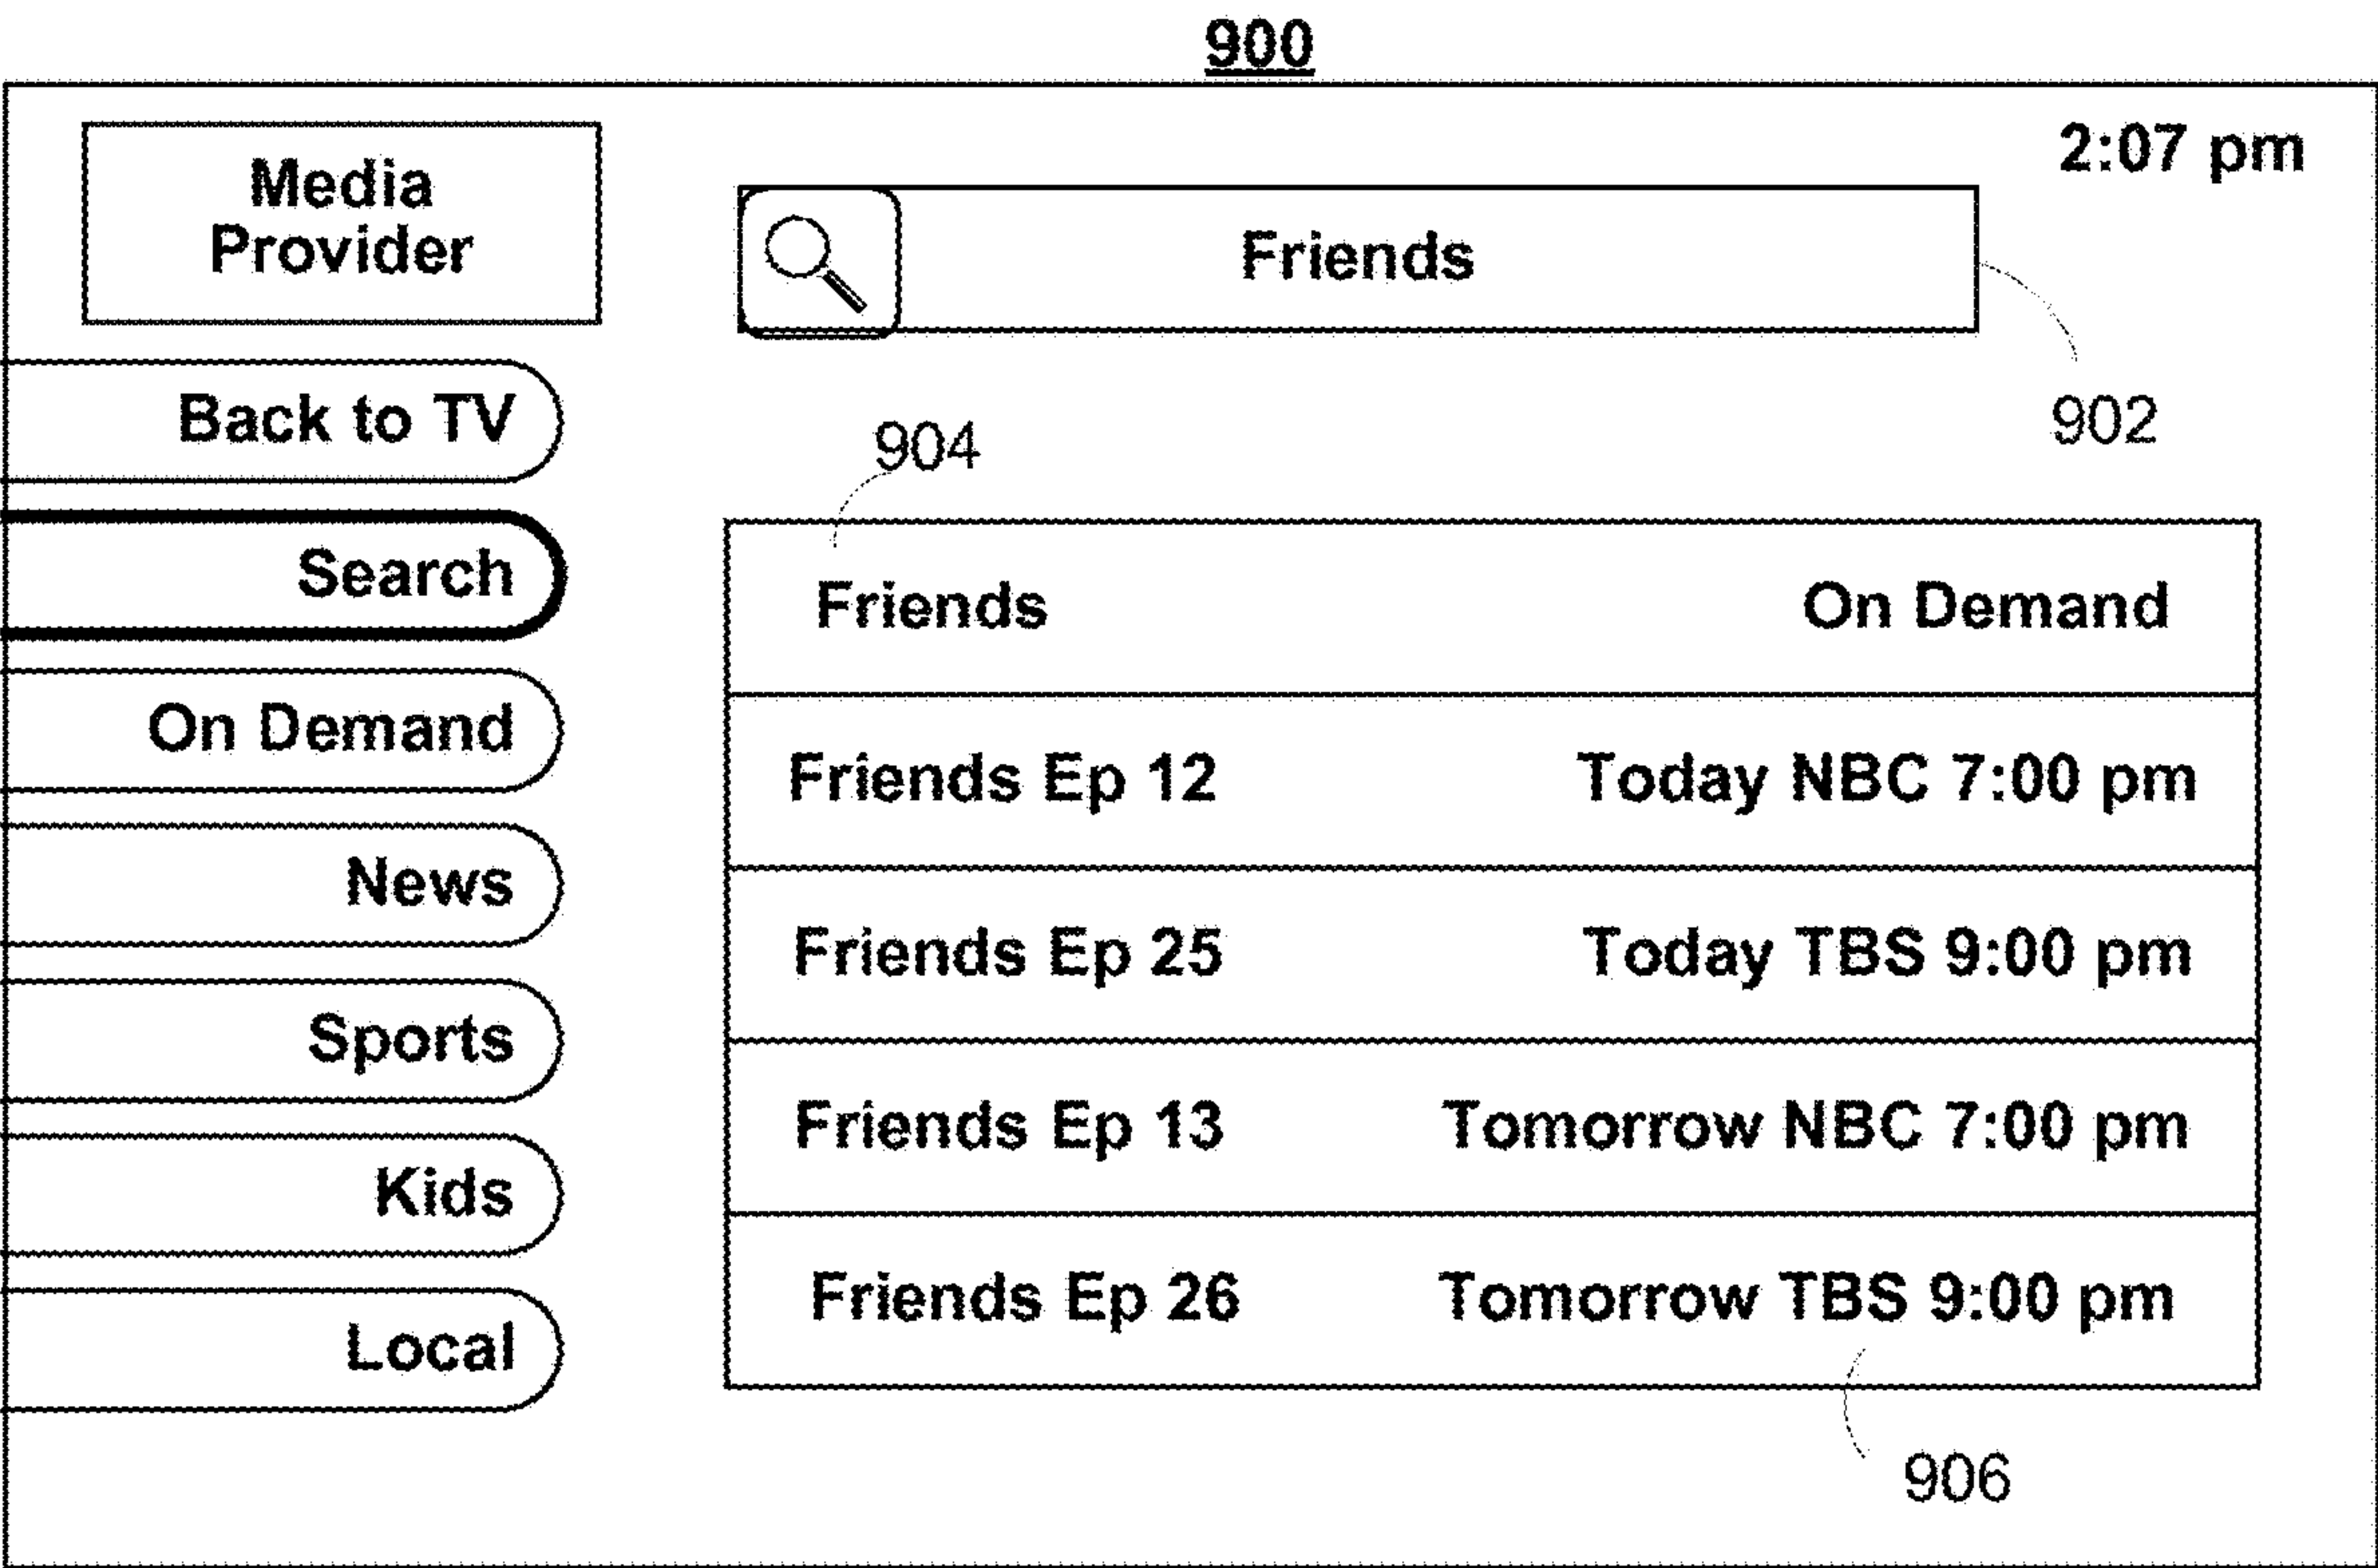 900
Media
Provider
2:07 pm
Friends
902
Back to TV
Search
On Demand
News
Sports
Kids
Local
904
Friends On Demand
Friends Ep 12 Today NBC 7:00 pm
Friends Ep 25 Today TBS 9:00 pm
Friends Ep 13 Tomorrow NBC 7:00 pm
Friends Ep 26 Tomorrow TBS 9:00 pm
906